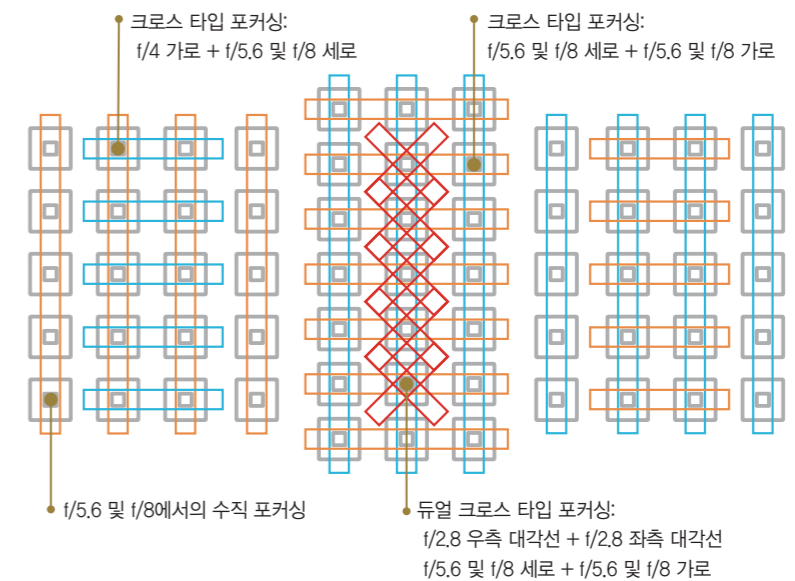 크로스 타입 포커싱:
f/4 가로 + f/5.6 및 f/8 세로
크로스 타입 포커싱:
f/5.6 및 f/8 세로 + f/5.6 및 f/8 가로
f/5.6 및 f/8에서의 수직 포커싱
듀얼 크로스 타입 포커싱:
f/2.8 우측 대각선 + f/2.8 좌측 대각선
f/5.6 및 f/8 세로 + f/5.6 및 f/8 가로